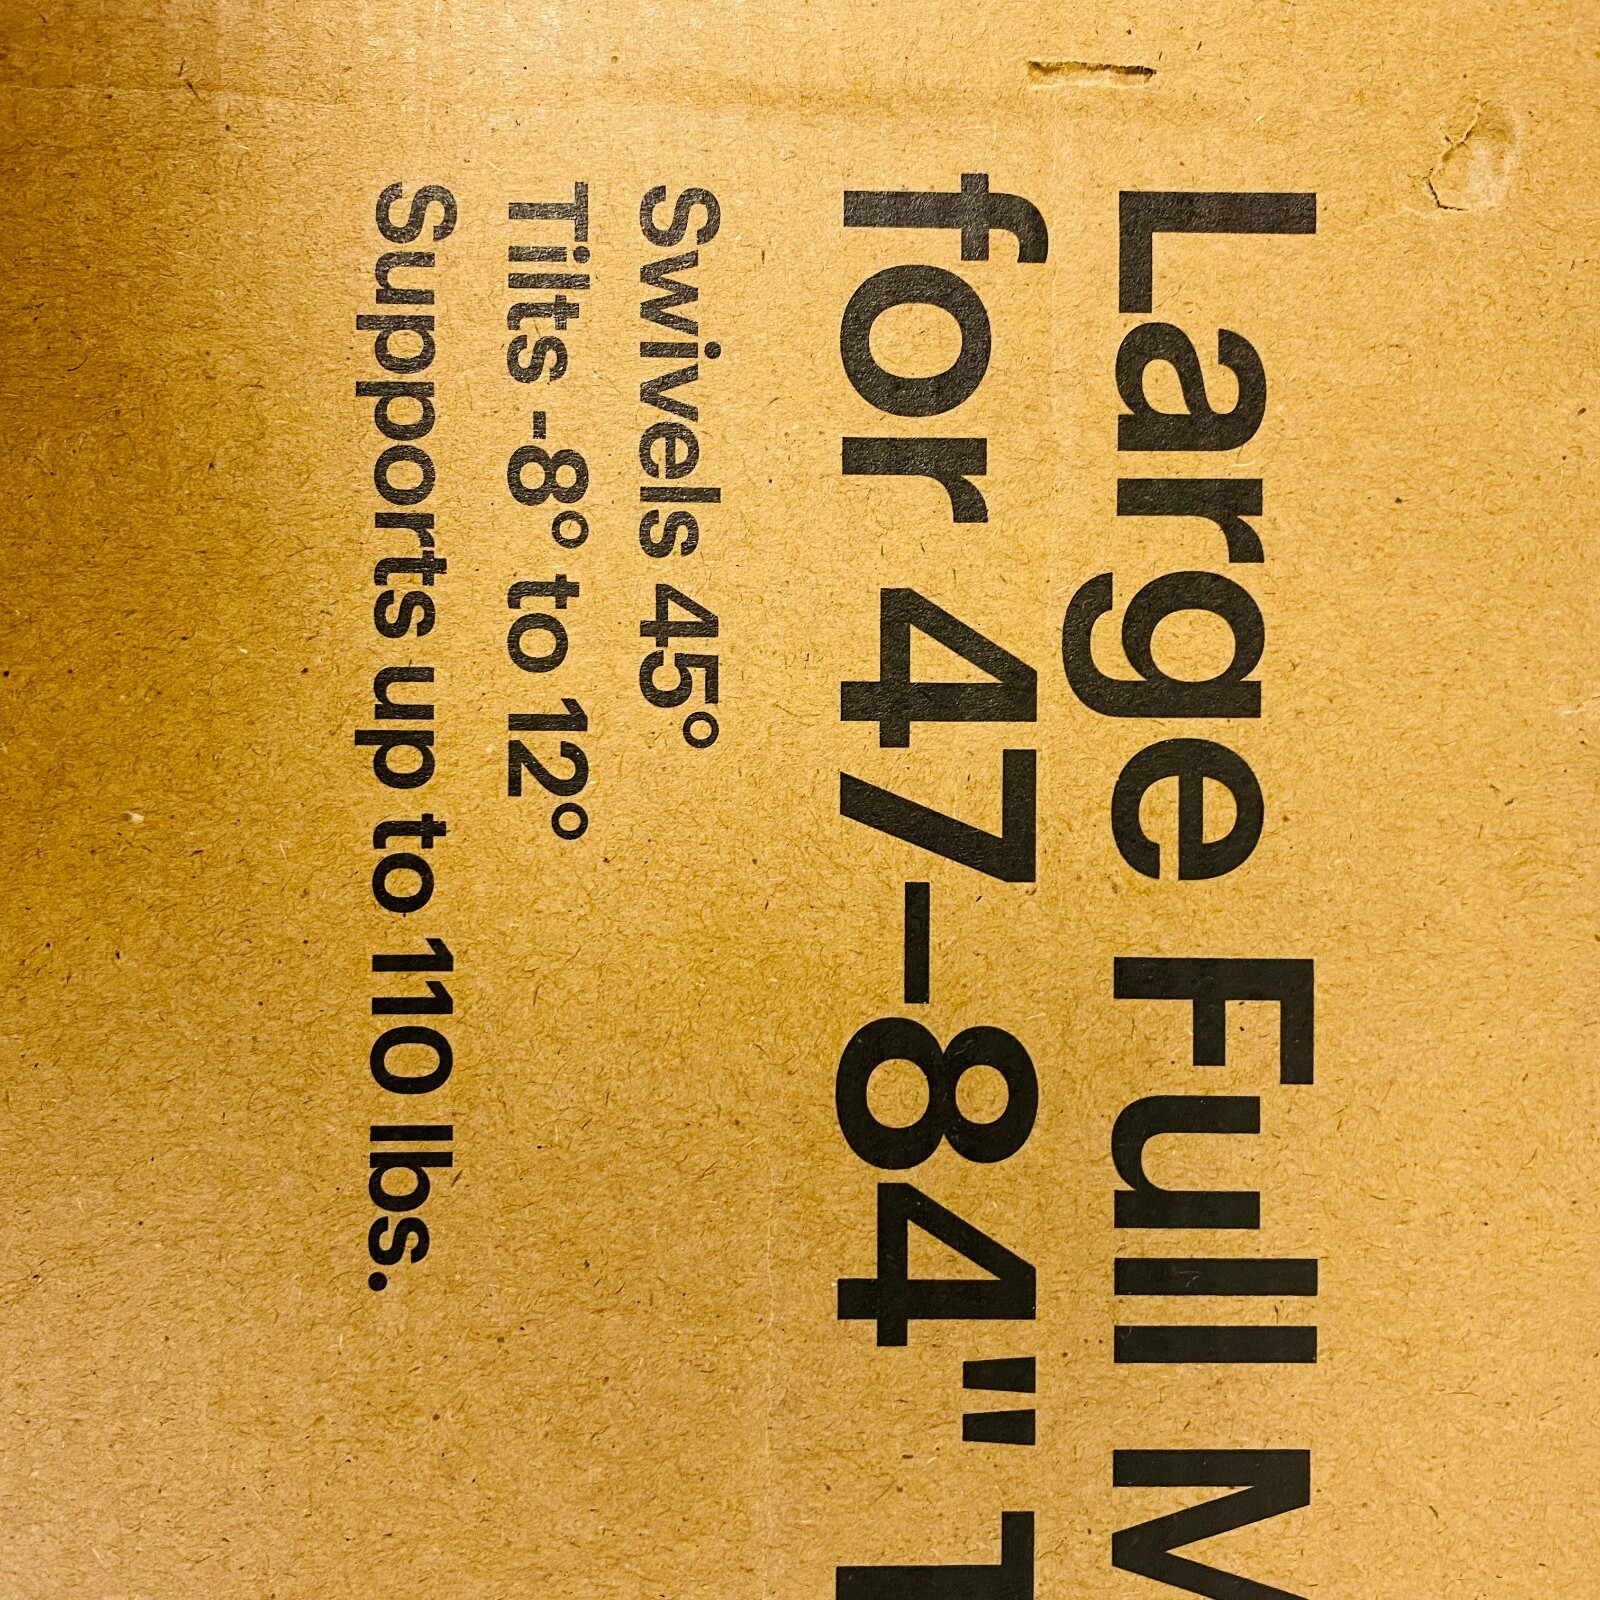 Large Full M
for 47–84" T
Swivels 45°
Tilts -8° to 12°
Supports up to 110 lbs.